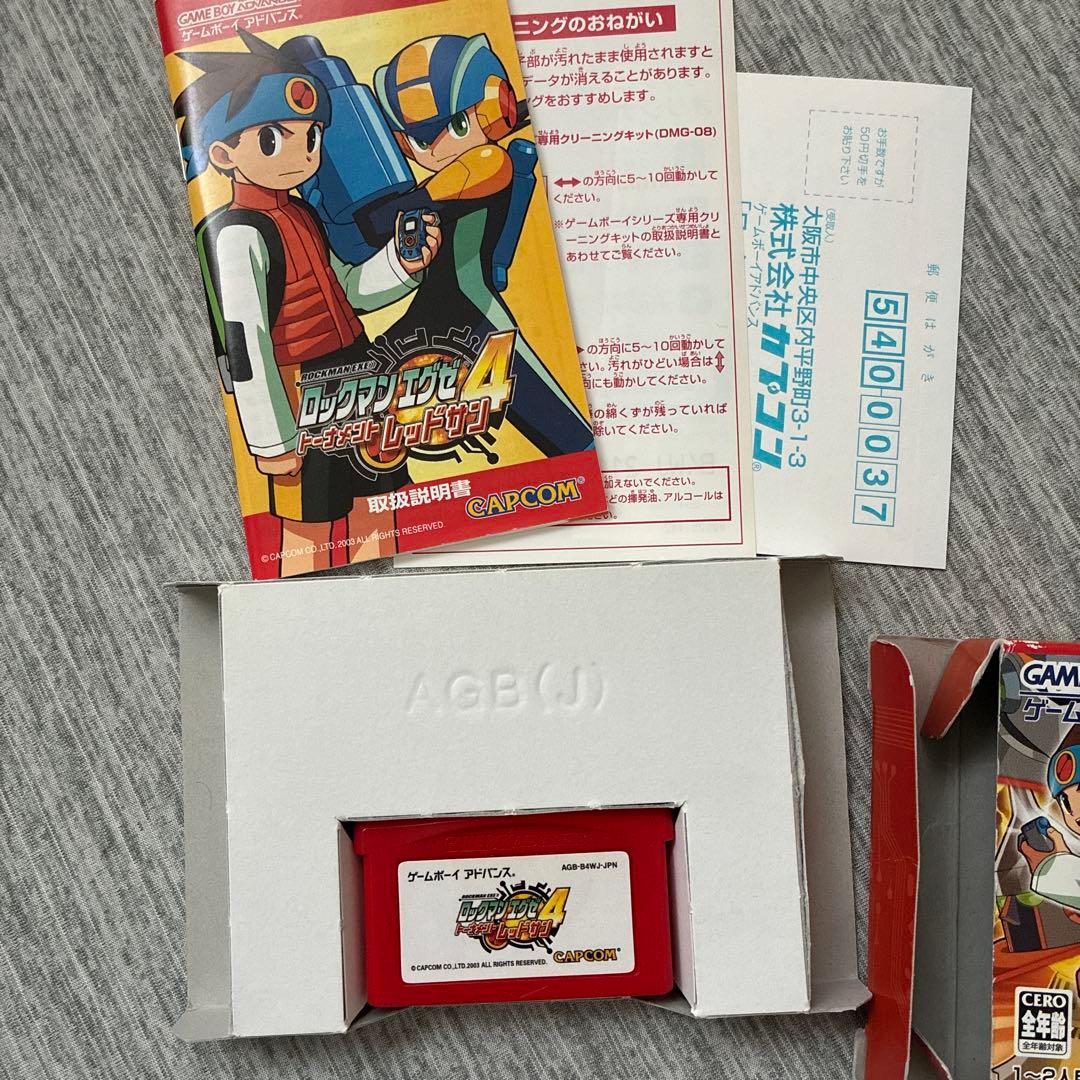 GAME BOY ADVANCE
ゲームボーイ アドバンス®
ROCKMAN EXE®
ロックマン エグゼ4
トーナメント レッドサン
取扱説明書
CAPCOM®
© CAPCOM CO.,LTD. 2003 ALL RIGHTS RESERVED.
ニングのおねがい
子部が汚れたまま使用されますと
データが消えることがあります。
グをおすすめします。
専用クリーニングキット(DMG-08)
の方向に5〜10回動かして
ください。
※ゲームボーイシリーズ専用クリ
ーニングキットの取扱説明書と
あわせてご覧ください。
の方向に5〜10回動かして
さい。汚れがひどい場合は
にも動かしてください。
の綿くずが残っていれば
除いてください。
加えないでください。
どの揮発油、アルコールは
さい。
お手数ですが
50円切手を
お貼り下さい
郵便はがき
5400037
(受取人)
大阪市中央区内平野町3-1-3
株式会社カプコン®
ゲームボーイアドバンス
AGB(J)
ゲームボーイ アドバンス®
AGB-B4WJ-JPN
ROCKMAN EXE®
ロックマン エグゼ4
トーナメント レッドサン
CAPCOM®
© CAPCOM CO.,LTD.2003 ALL RIGHTS RESERVED.
GAM
ゲーム
CERO
全年齢
全年齢対象
1〜2人